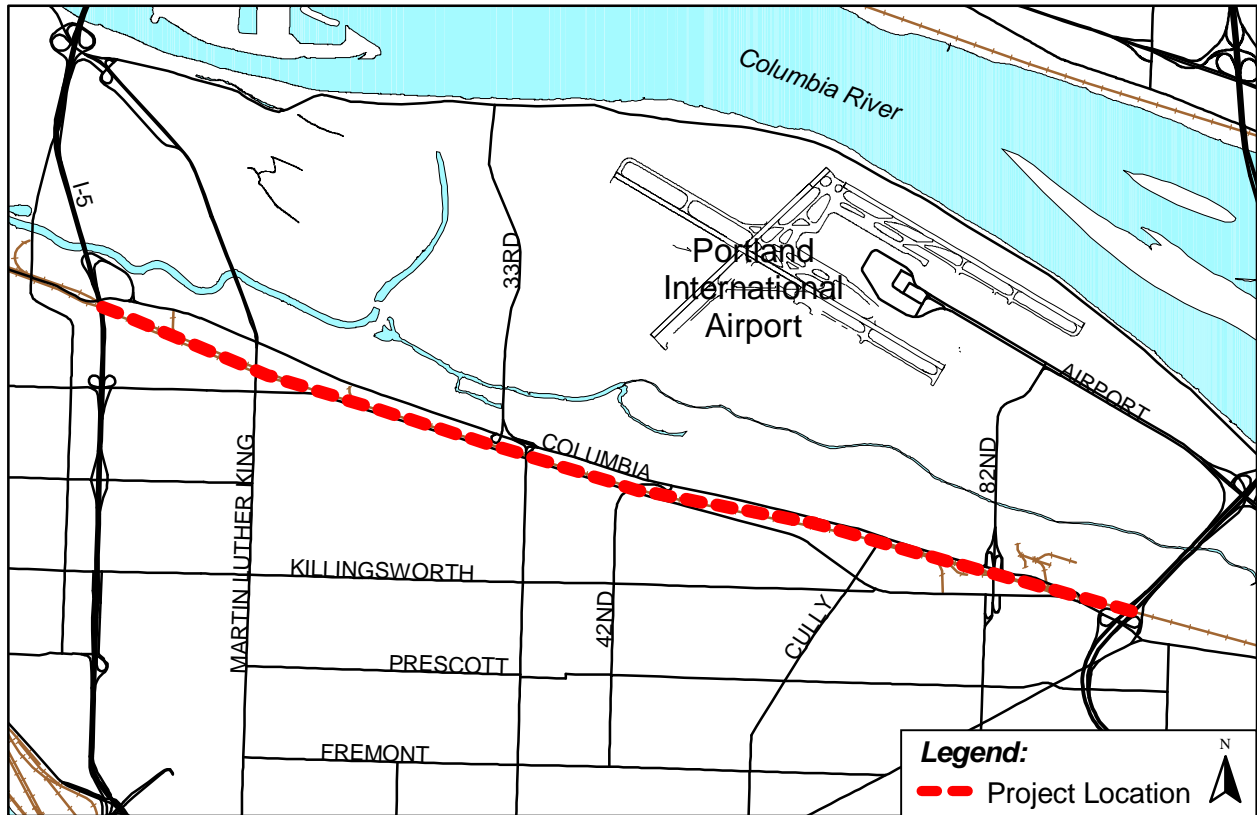 Columbia River
I-5
33RD
Portland
International
Airport
AIRPORT
82ND
COLUMBIA
MARTIN LUTHER KING
KILLINGSWORTH
42ND
CULLY
PRESCOTT
FREMONT
Legend:
Project Location
N